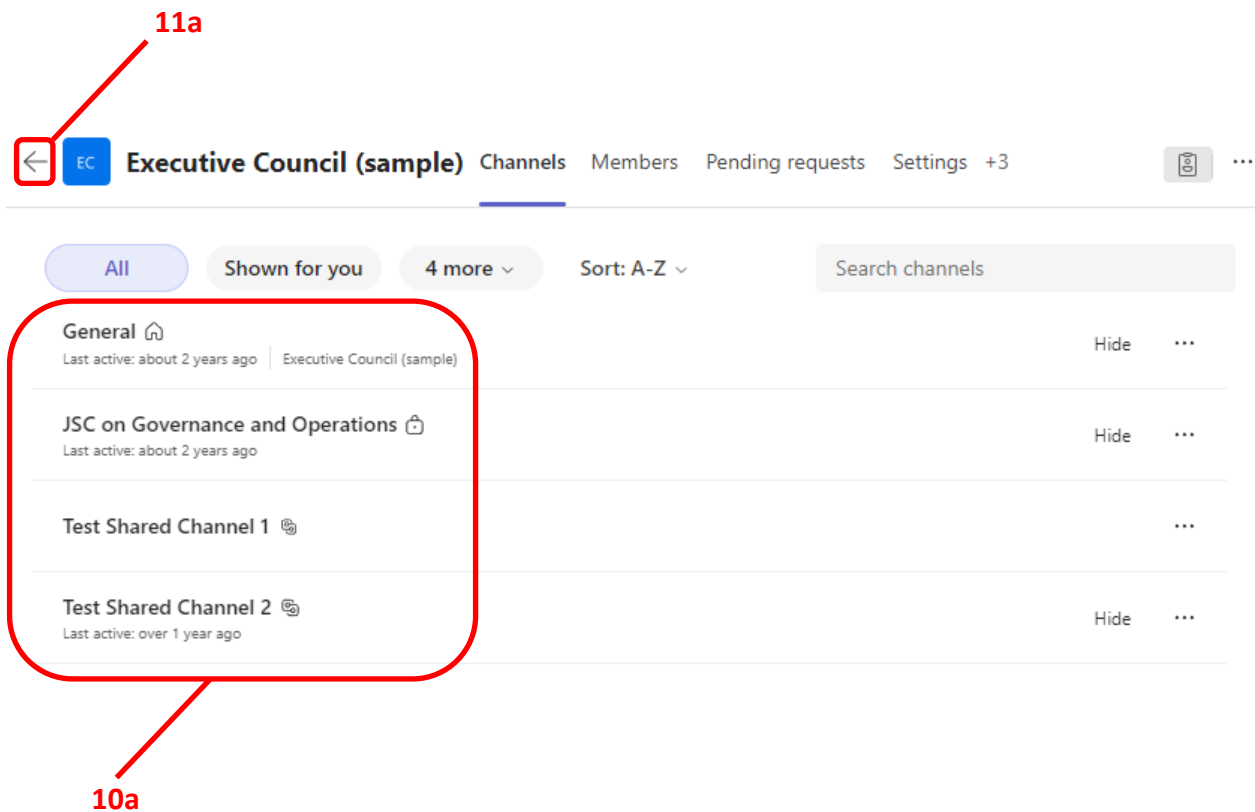 11a
EC Executive Council (sample) Channels Members Pending requests Settings +3
All Shown for you 4 more Sort: A-Z Search channels
General
Last active: about 2 years ago Executive Council (sample)
Hide
JSC on Governance and Operations
Last active: about 2 years ago
Hide
Test Shared Channel 1
Test Shared Channel 2
Last active: over 1 year ago
Hide
10a